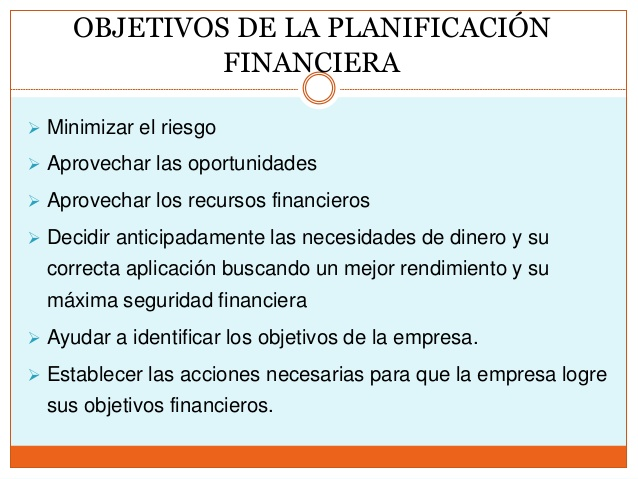 OBJETIVOS DE LA PLANIFICACIÓN
FINANCIERA
Minimizar el riesgo
Aprovechar las oportunidades
Aprovechar los recursos financieros
Decidir anticipadamente las necesidades de dinero y su
correcta aplicación buscando un mejor rendimiento y su
máxima seguridad financiera
Ayudar a identificar los objetivos de la empresa.
Establecer las acciones necesarias para que la empresa logre
sus objetivos financieros.